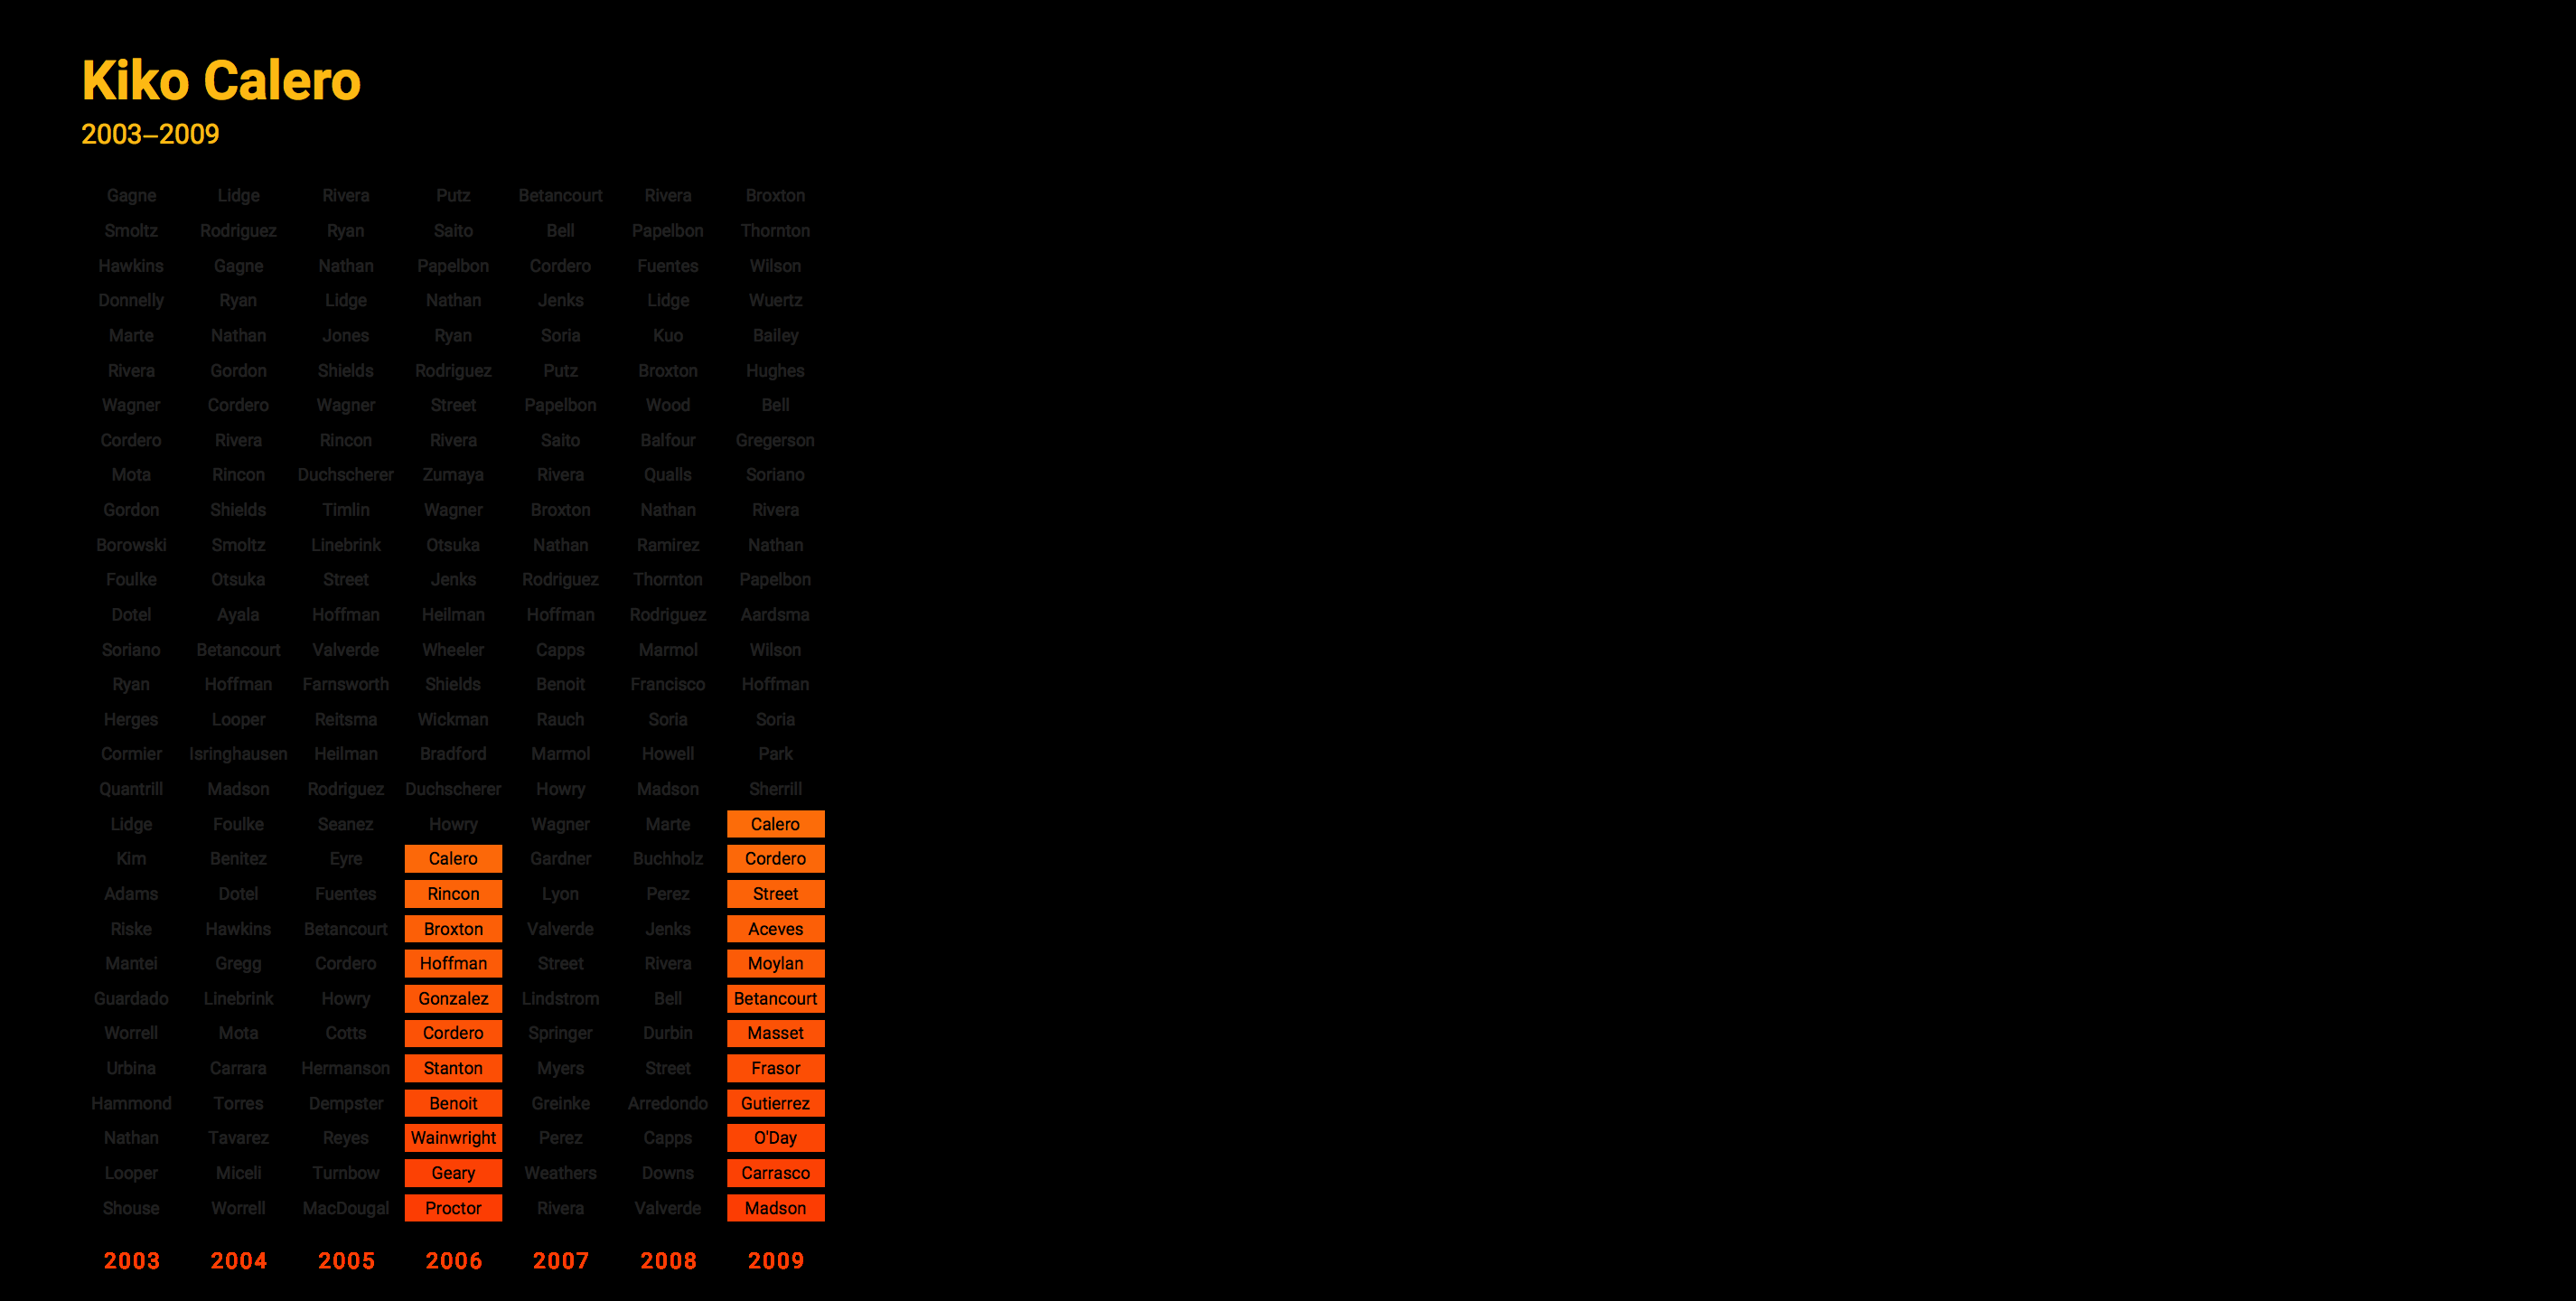 Kiko Calero
2003–2009
Gagne Lidge Rivera Putz Betancourt Rivera Broxton
Smoltz Rodriguez Ryan Saito Bell Papelbon Thornton
Hawkins Gagne Nathan Papelbon Cordero Fuentes Wilson
Donnelly Ryan Lidge Nathan Jenks Lidge Wuertz
Marte Nathan Jones Ryan Soria Kuo Bailey
Rivera Gordon Shields Rodriguez Putz Broxton Hughes
Wagner Cordero Wagner Street Papelbon Wood Bell
Cordero Rivera Rincon Rivera Saito Balfour Gregerson
Mota Rincon Duchscherer Zumaya Rivera Qualls Soriano
Gordon Shields Timlin Wagner Broxton Nathan Rivera
Borowski Smoltz Linebrink Otsuka Nathan Ramirez Nathan
Foulke Otsuka Street Jenks Rodriguez Thornton Papelbon
Dotel Ayala Hoffman Heilman Hoffman Rodriguez Aardsma
Soriano Betancourt Valverde Wheeler Capps Marmol Wilson
Ryan Hoffman Farnsworth Shields Benoit Francisco Hoffman
Herges Looper Reitsma Wickman Rauch Soria Soria
Cormier Isringhausen Heilman Bradford Marmol Howell Park
Quantrill Madson Rodriguez Duchscherer Howry Madson Sherrill
Lidge Foulke Seanez Howry Wagner Marte Calero
Kim Benitez Eyre Calero Gardner Buchholz Cordero
Adams Dotel Fuentes Rincon Lyon Perez Street
Riske Hawkins Betancourt Broxton Valverde Jenks Aceves
Mantei Gregg Cordero Hoffman Street Rivera Moylan
Guardado Linebrink Howry Gonzalez Lindstrom Bell Betancourt
Worrell Mota Cotts Cordero Springer Durbin Masset
Urbina Carrara Hermanson Stanton Myers Street Frasor
Hammond Torres Dempster Benoit Greinke Arredondo Gutierrez
Nathan Tavarez Reyes Wainwright Perez Capps O'Day
Looper Miceli Turnbow Geary Weathers Downs Carrasco
Shouse Worrell MacDougal Proctor Rivera Valverde Madson
2003 2004 2005 2006 2007 2008 2009